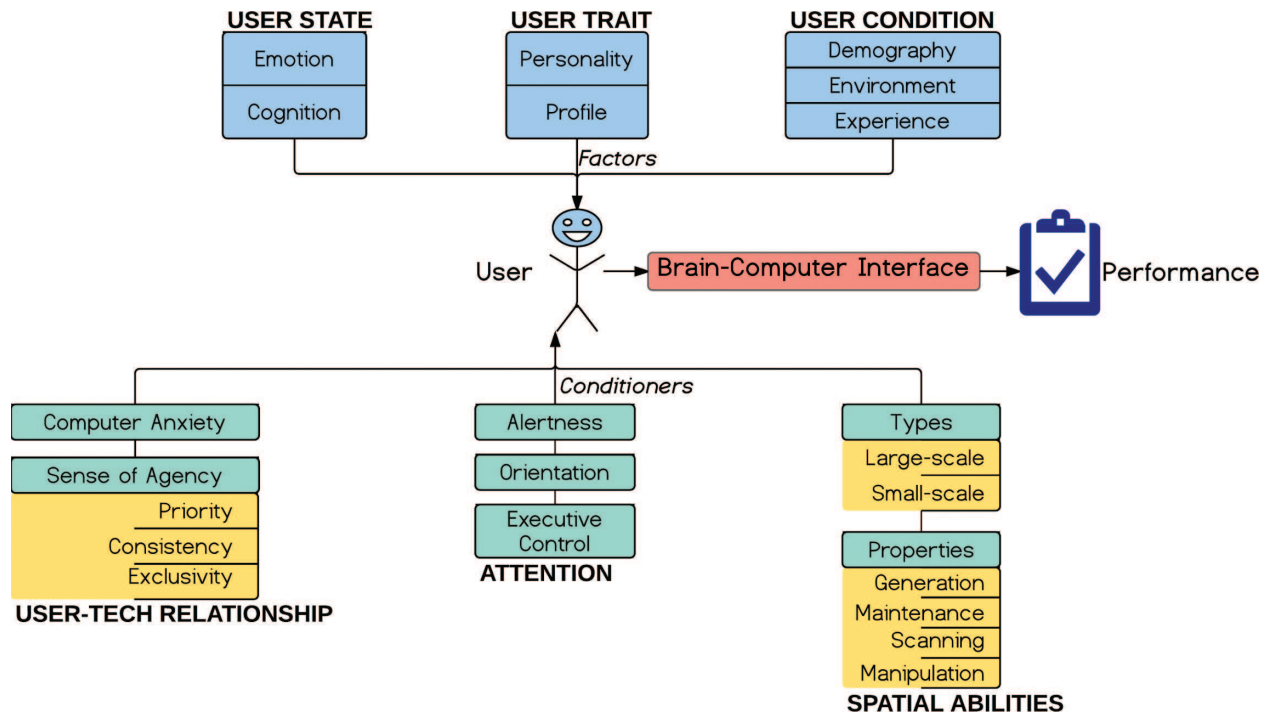 USER STATE
Emotion
Cognition
USER TRAIT
Personality
Profile
USER CONDITION
Demography
Environment
Experience
Factors
User
Brain-Computer Interface
Performance
Conditioners
Computer Anxiety
Sense of Agency
Priority
Consistency
Exclusivity
USER-TECH RELATIONSHIP
Alertness
Orientation
Executive
Control
ATTENTION
Types
Large-scale
Small-scale
Properties
Generation
Maintenance
Scanning
Manipulation
SPATIAL ABILITIES